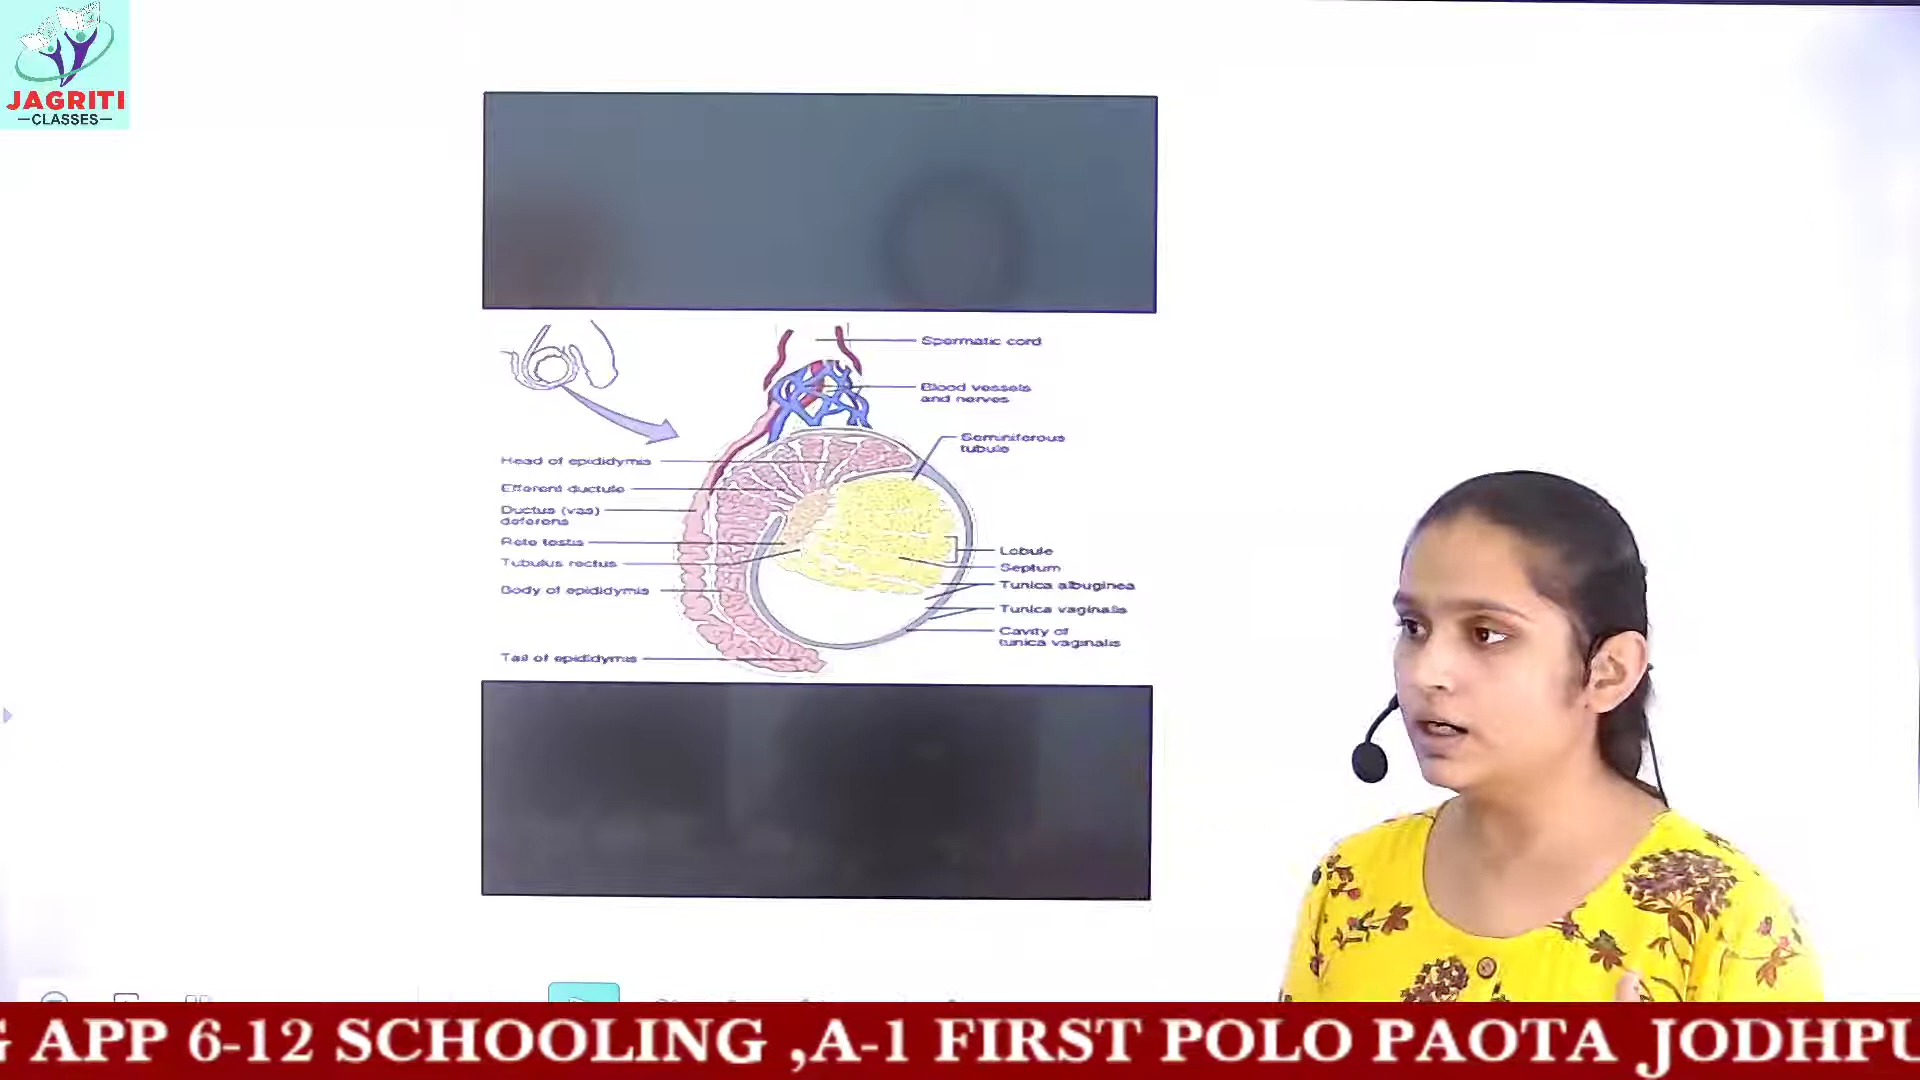 JAGRITI
CLASSES
Spermatic cord
Blood vessels
and nerves
Seminiferous
tubule
Head of epididymis
Efferent ductule
Ductus (vas)
deferens
Rete testis
Tubulus rectus
Body of epididymis
Tail of epididymis
Lobule
Septum
Tunica albuginea
Tunica vaginalis
Cavity of
tunica vaginalis
G APP 6-12 SCHOOLING ,A-1 FIRST POLO PAOTA JODHPU